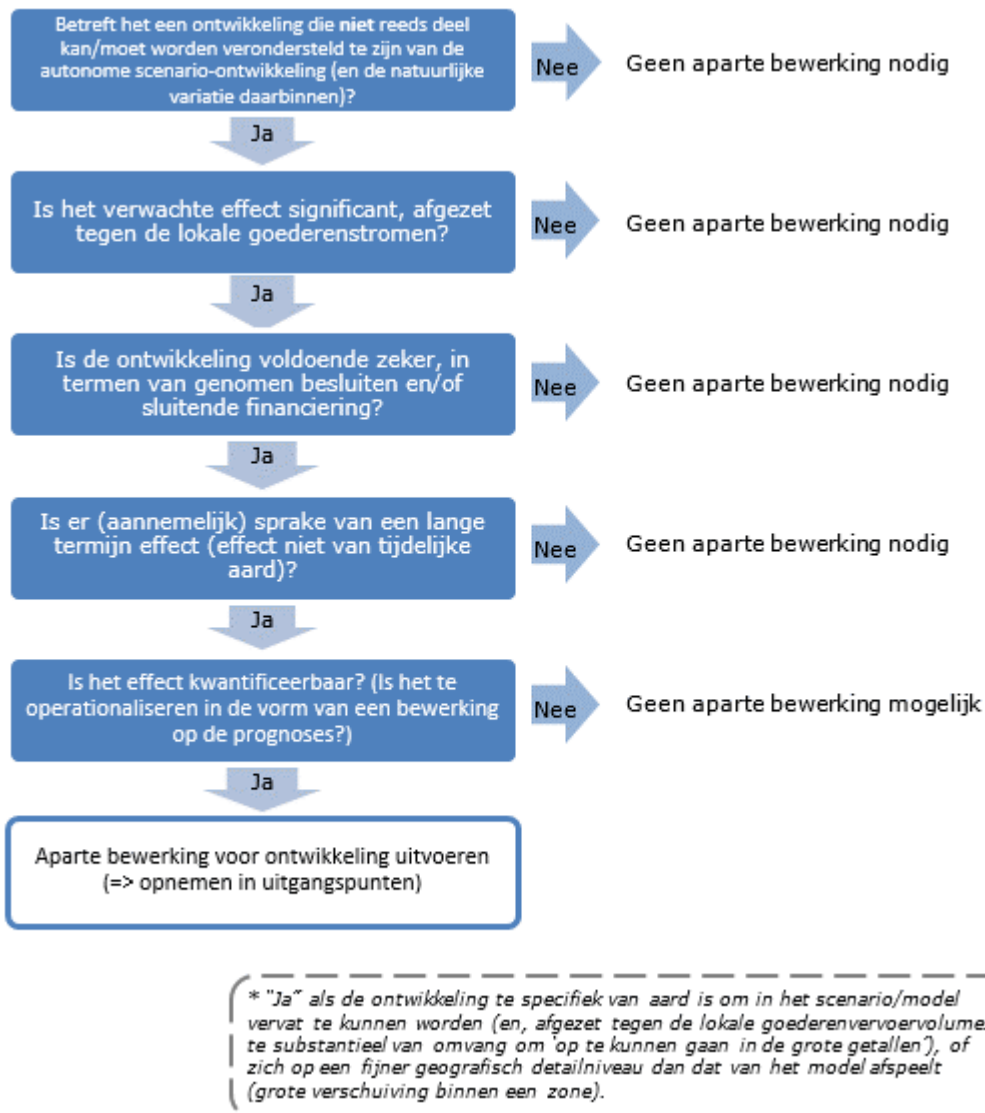 Betreft het een ontwikkeling die niet reeds deel
kan/moet worden verondersteld te zijn van de
autonome scenario-ontwikkeling (en de natuurlijke
variatie daarbinnen)?
Nee
Geen aparte bewerking nodig
Ja
Is het verwachte effect significant, afgezet
tegen de lokale goederenstromen?
Nee
Geen aparte bewerking nodig
Ja
Is de ontwikkeling voldoende zeker, in
termen van genomen besluiten en/of
sluitende financiering?
Nee
Geen aparte bewerking nodig
Ja
Is er (aannemelijk) sprake van een lange
termijn effect (effect niet van tijdelijke
aard)?
Nee
Geen aparte bewerking nodig
Ja
Is het effect kwantificeerbaar? (Is het te
operationaliseren in de vorm van een bewerking
op de prognoses?)
Nee
Geen aparte bewerking mogelijk
Ja
Aparte bewerking voor ontwikkeling uitvoeren
(=> opnemen in uitgangspunten)
* "Ja" als de ontwikkeling te specifiek van aard is om in het scenario/model
vervat te kunnen worden (en, afgezet tegen de lokale goederenvervoervolume
te substantieel van omvang om 'op te kunnen gaan in de grote getallen'), of
zich op een fijner geografisch detailniveau dan dat van het model afspeelt
(grote verschuiving binnen een zone).